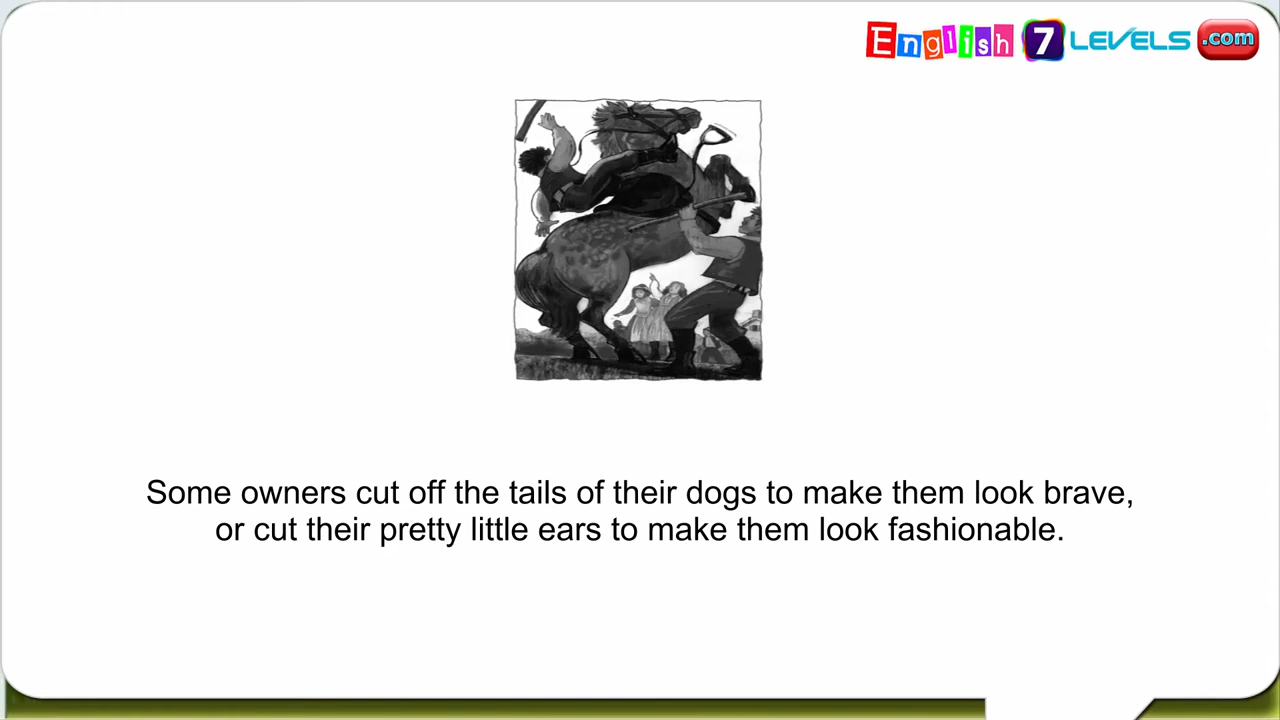 English 7 LEVELS .com
Some owners cut off the tails of their dogs to make them look brave,
or cut their pretty little ears to make them look fashionable.